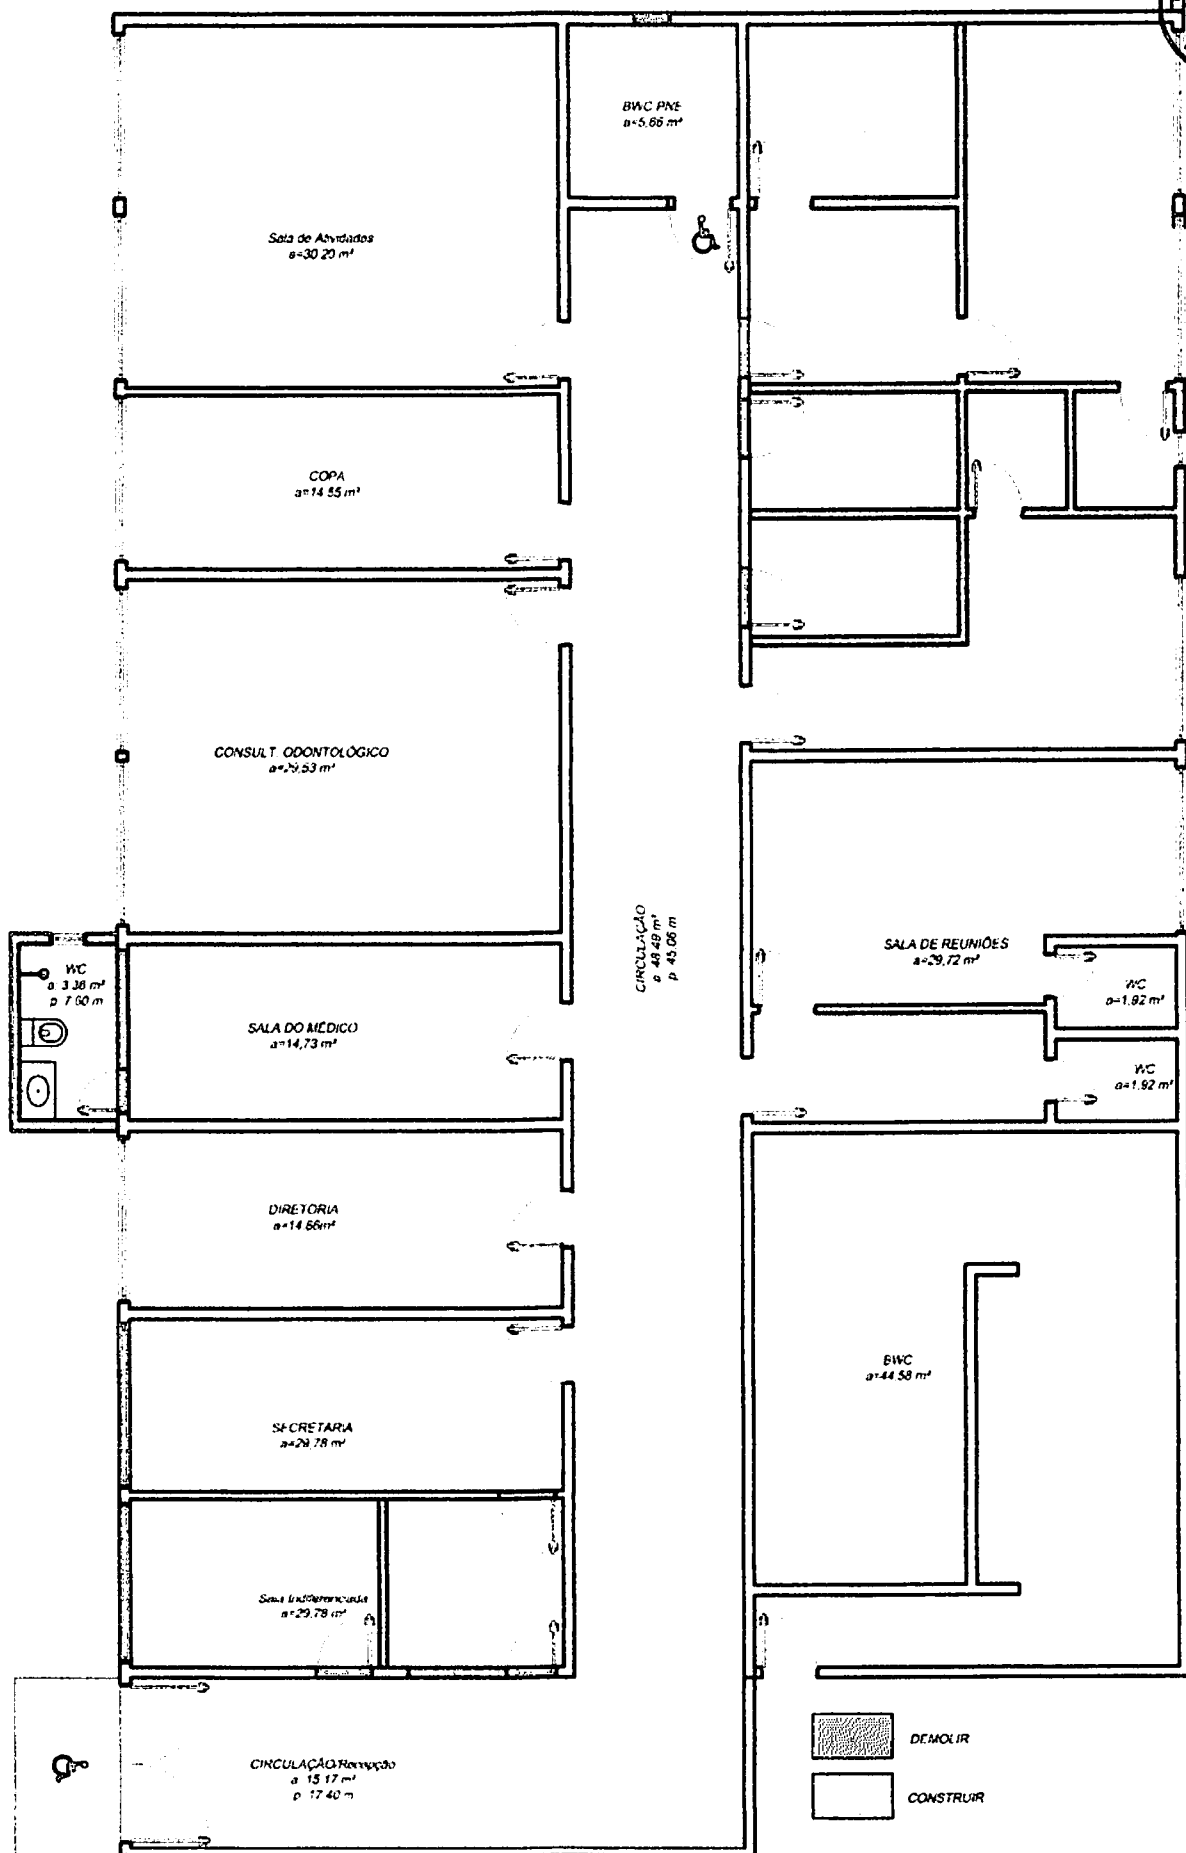 BWC PNE
a=5,66 m²
Sala de Atividades
a=30.20 m²
COPA
a=14.55 m²
CONSULT. ODONTOLÓGICO
a=29,53 m²
CIRCULAÇÃO
a: 48.49 m²
p: 45.06 m
SALA DE REUNIÕES
a=29,72 m²
WC
a: 3.38 m²
p: 7.60 m
WC
a=1,92 m²
SALA DO MÉDICO
a=14,73 m²
WC
a=1,92 m²
DIRETORIA
a=14.66m²
BWC
a=44.58 m²
SECRETARIA
a=29,78 m²
Sala Indiferenciada
a=29,78 m²
DEMOLIR
CIRCULAÇÃO/Recepção
a: 15.17 m²
p: 17.40 m
CONSTRUIR